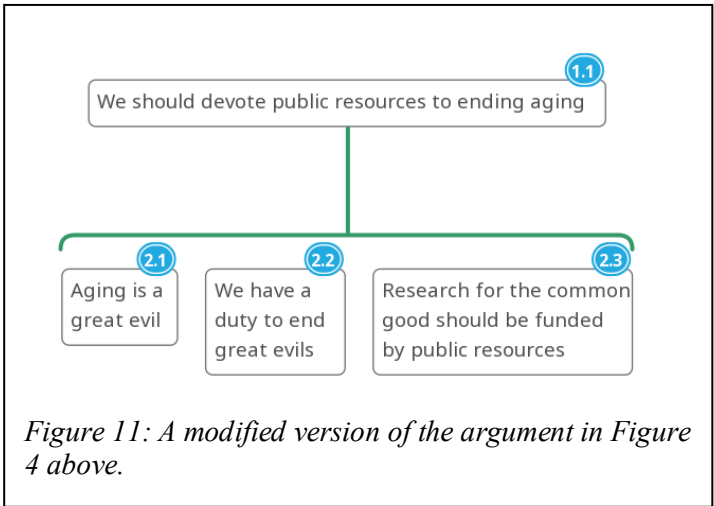 1.1
We should devote public resources to ending aging
2.1
Aging is a
great evil
2.2
We have a
duty to end
great evils
2.3
Research for the common
good should be funded
by public resources
Figure 11: A modified version of the argument in Figure
4 above.